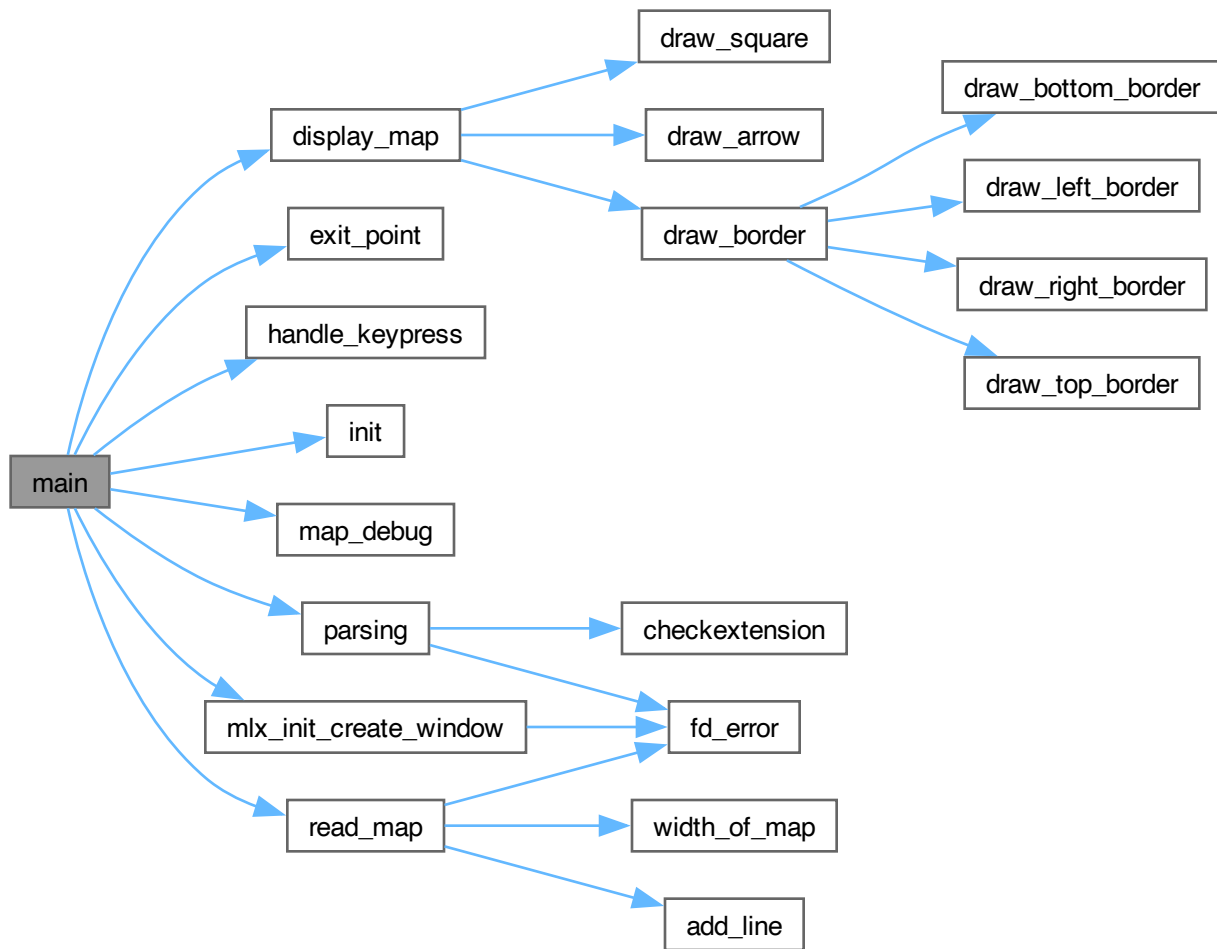 draw_square
draw_bottom_border
display_map
draw_arrow
draw_left_border
exit_point
draw_border
draw_right_border
handle_keypress
draw_top_border
init
main
map_debug
parsing
checkextension
mlx_init_create_window
fd_error
read_map
width_of_map
add_line